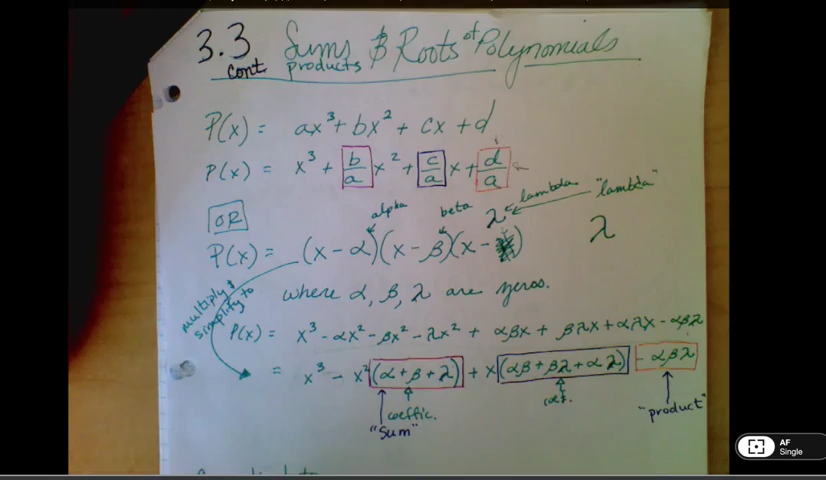 3.3 Sums & Roots of Polynomials
cont products
P(x) = ax³ + bx² + cx + d
P(x) = x³ + b/a x² + c/a x + d/a
lambda "lambda"
alpha beta λ
OR
P(x) = (x - α)(x - β)(x - ) λ
where α, β, λ are zeros.
multiply &
simplify to
P(x) = x³ - αx² - βx² - λx² + αβx + βλx + αλx - αβλ
= x³ - x²(α + β + λ) + x(αβ + βλ + αλ) - αβλ
coeffic.
"sum" "product"
AF
Single